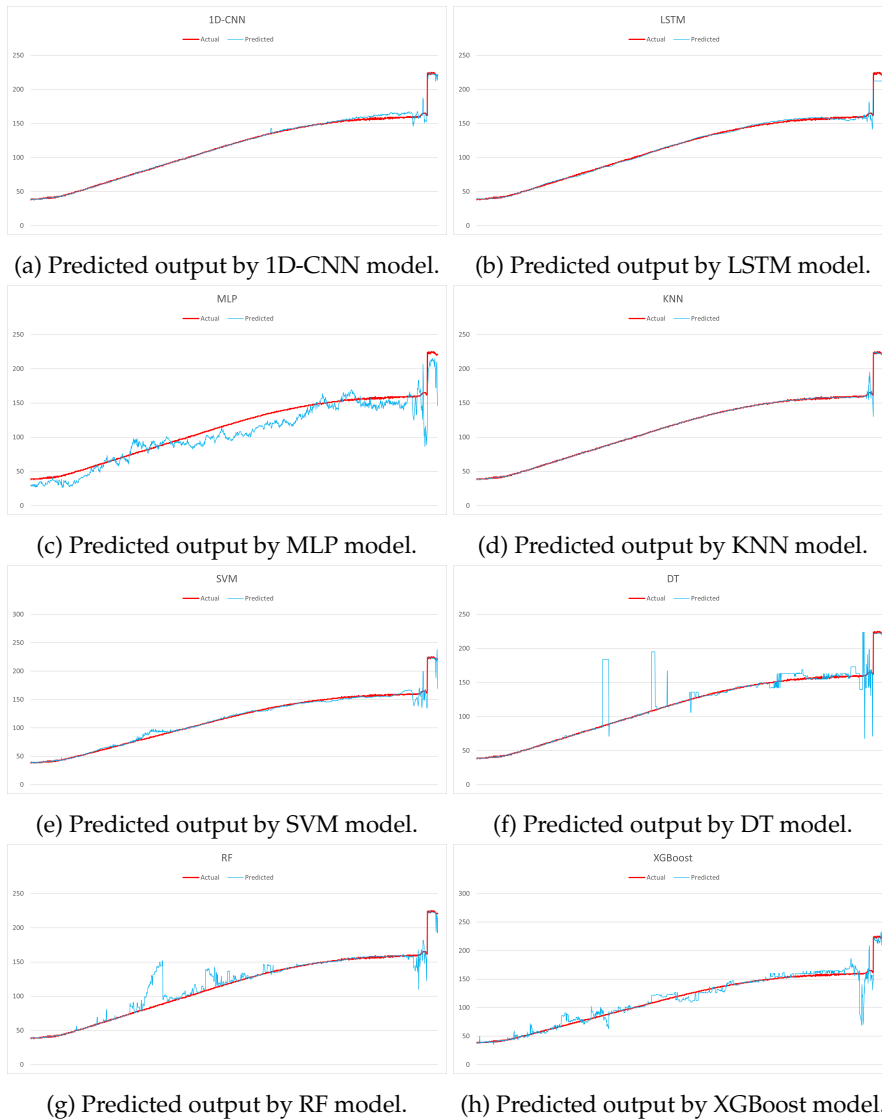 1D-CNN
Actual Predicted
250
200
150
100
50
0
(a) Predicted output by 1D-CNN model.
LSTM
Actual Predicted
250
200
150
100
50
0
(b) Predicted output by LSTM model.
MLP
Actual Predicted
250
200
150
100
50
0
(c) Predicted output by MLP model.
KNN
Actual Predicted
250
200
150
100
50
0
(d) Predicted output by KNN model.
SVM
Actual Predicted
300
250
200
150
100
50
0
(e) Predicted output by SVM model.
DT
Actual Predicted
250
200
150
100
50
0
(f) Predicted output by DT model.
RF
Actual Predicted
250
200
150
100
50
0
(g) Predicted output by RF model.
XGBoost
Actual Predicted
300
250
200
150
100
50
0
(h) Predicted output by XGBoost model.